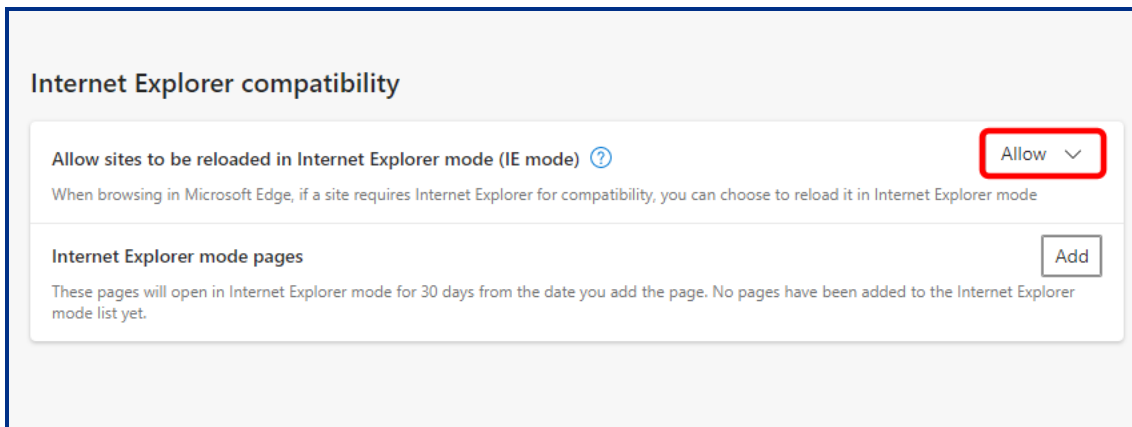 Internet Explorer compatibility
Allow sites to be reloaded in Internet Explorer mode (IE mode) ?
Allow
When browsing in Microsoft Edge, if a site requires Internet Explorer for compatibility, you can choose to reload it in Internet Explorer mode
Internet Explorer mode pages
Add
These pages will open in Internet Explorer mode for 30 days from the date you add the page. No pages have been added to the Internet Explorer
mode list yet.